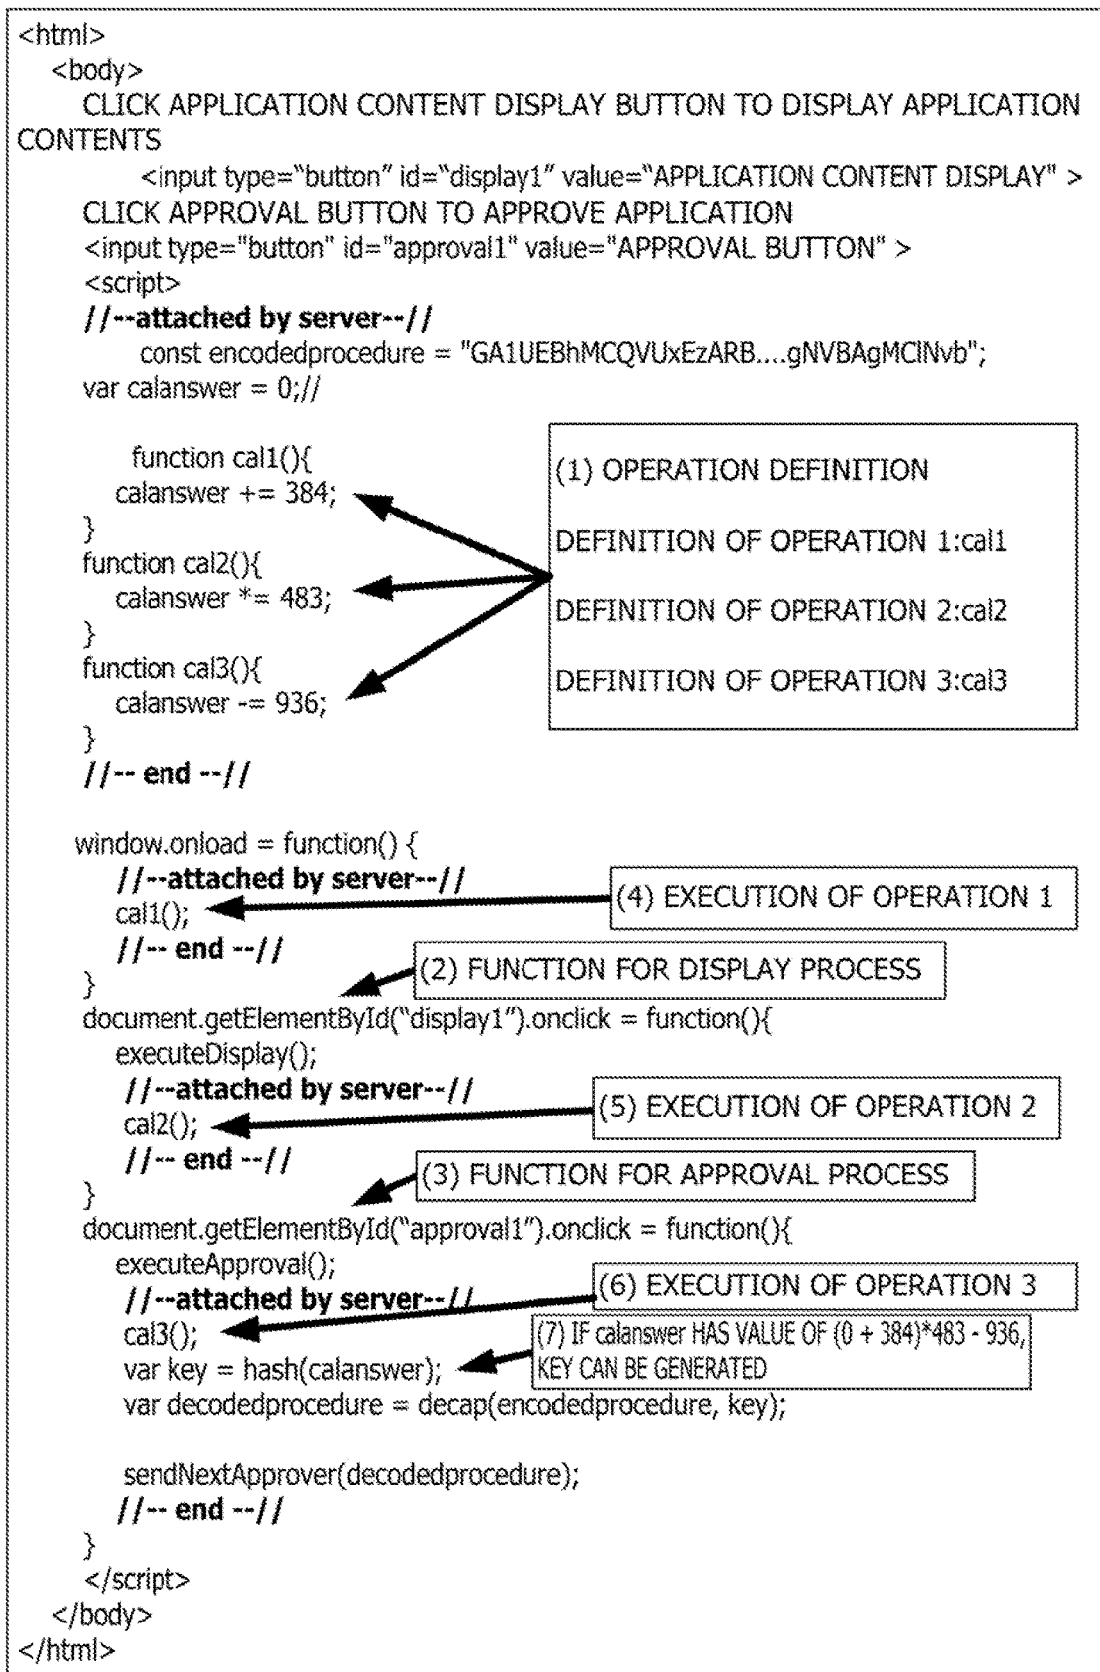 <html>
<body>
CLICK APPLICATION CONTENT DISPLAY BUTTON TO DISPLAY APPLICATION
CONTENTS
<input type=“button” id=“display1” value=“APPLICATION CONTENT DISPLAY" >
CLICK APPROVAL BUTTON TO APPROVE APPLICATION
<input type="button" id="approval1" value="APPROVAL BUTTON" >
<script>
//--attached by server--//
const encodedprocedure = "GA1UEBhMCQVUxEzARB....gNVBAgMClNvb";
var calanswer = 0;//
function cal1(){
calanswer += 384;
}
function cal2(){
calanswer *= 483;
}
function cal3(){
calanswer -= 936;
}
//-- end --//
(1) OPERATION DEFINITION
DEFINITION OF OPERATION 1:cal1
DEFINITION OF OPERATION 2:cal2
DEFINITION OF OPERATION 3:cal3
window.onload = function() {
//--attached by server--//
cal1();
(4) EXECUTION OF OPERATION 1
//-- end --//
}
(2) FUNCTION FOR DISPLAY PROCESS
document.getElementById(“display1”).onclick = function(){
executeDisplay();
//--attached by server--//
cal2();
(5) EXECUTION OF OPERATION 2
//-- end --//
}
(3) FUNCTION FOR APPROVAL PROCESS
document.getElementById(“approval1”).onclick = function(){
executeApproval();
//--attached by server--//
(6) EXECUTION OF OPERATION 3
cal3();
var key = hash(calanswer);
(7) IF calanswer HAS VALUE OF (0 + 384)*483 - 936,
KEY CAN BE GENERATED
var decodedprocedure = decap(encodedprocedure, key);
sendNextApprover(decodedprocedure);
//-- end --//
}
</script>
</body>
</html>